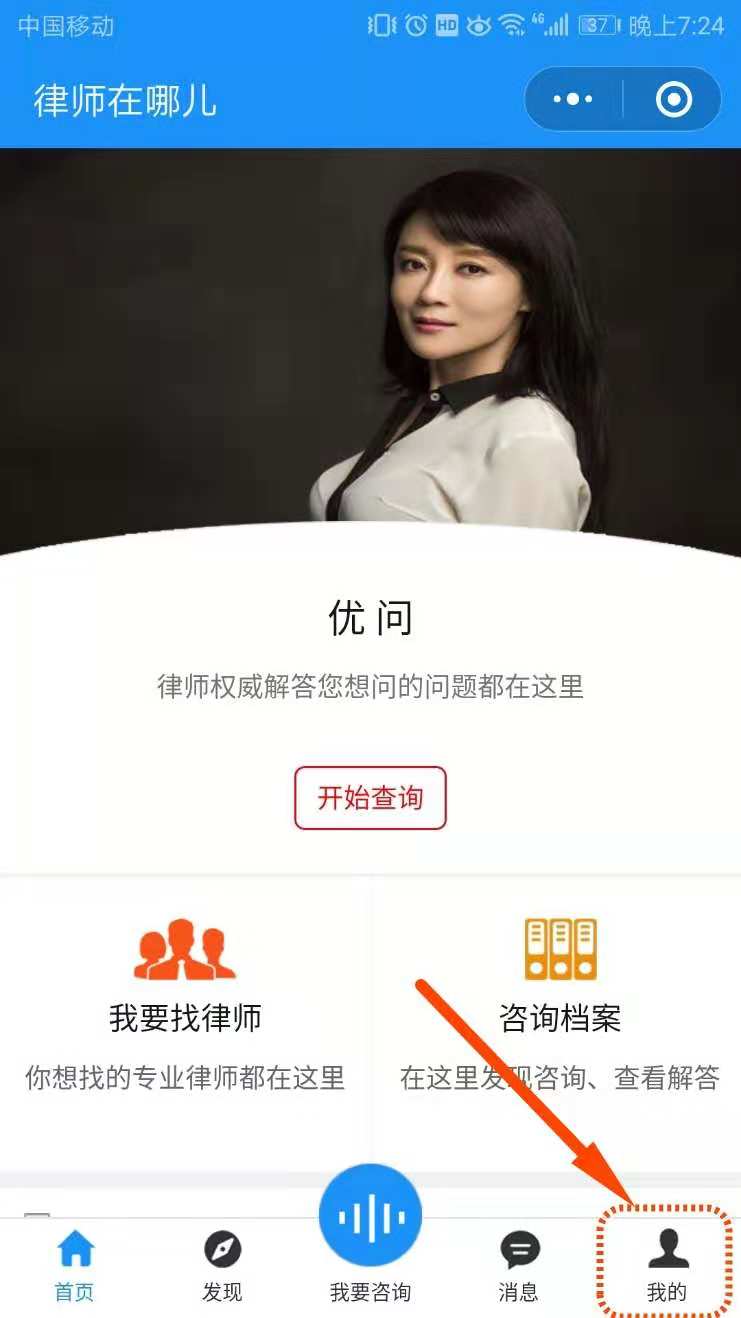 中国移动
HD 4G 37 晚上7:24
律师在哪儿
优问
律师权威解答您想问的问题都在这里
开始查询
我要找律师
你想找的专业律师都在这里
咨询档案
在这里发现咨询、查看解答
首页
发现
我要咨询
消息
我的